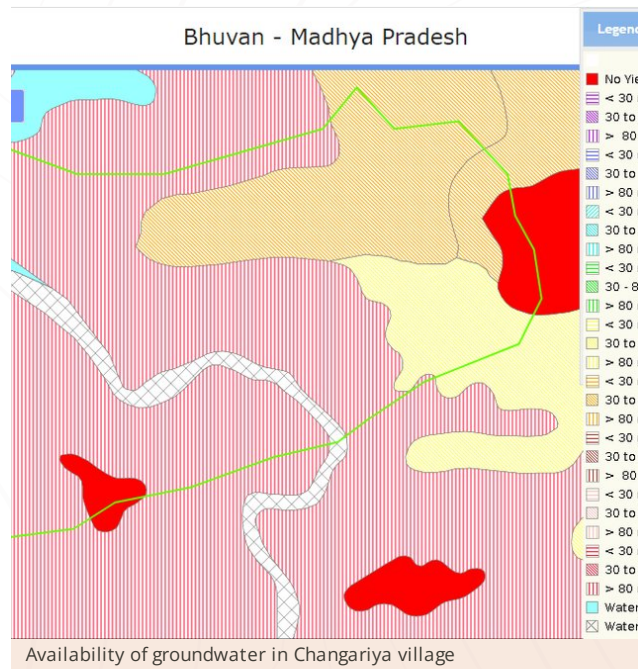 Bhuvan - Madhya Pradesh
Legend
No Yie
< 30
30 to
> 80
< 30
30 to
> 80
< 30
30 to
> 80
< 30
30 - 8
> 80
< 30
30 to
> 80
< 30
30 to
> 80
< 30
30 to
> 80
< 30
30 to
> 80
< 30
30 to
> 80
Water
Water
Availability of groundwater in Changariya village